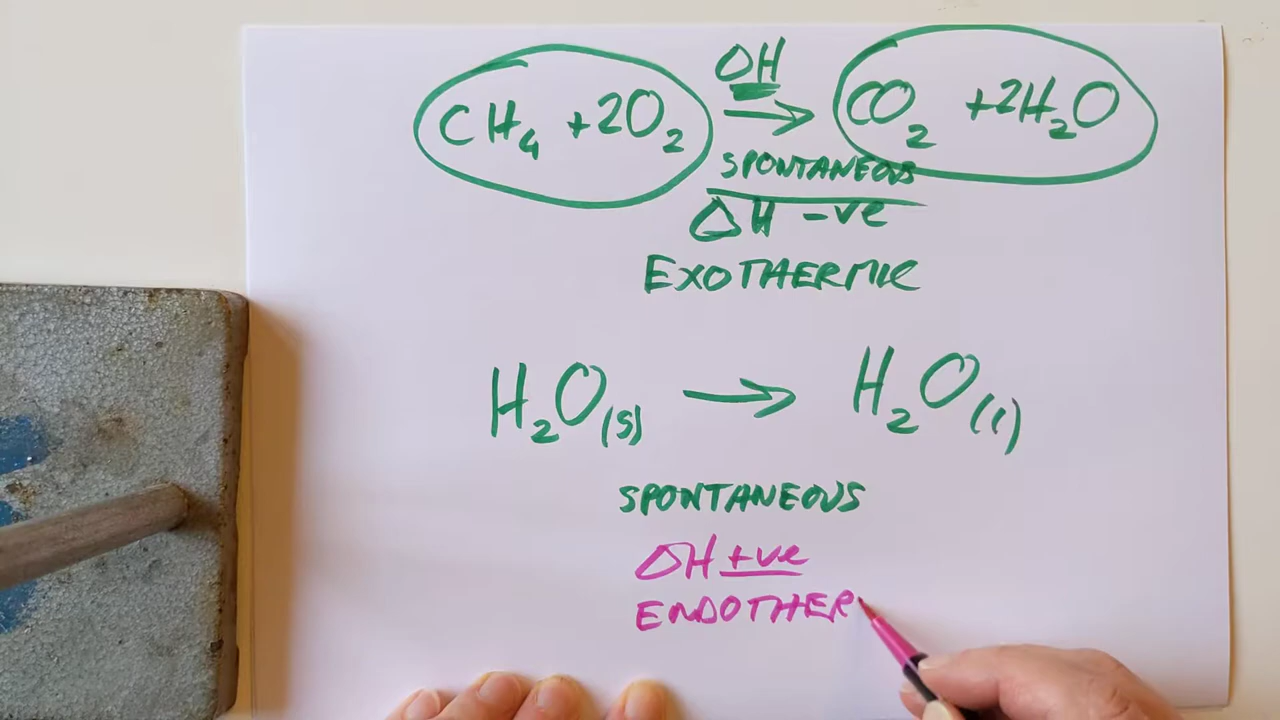 ΔH
CH₄ +2O₂ → CO₂ +2H₂O
SPONTANEOUS
ΔH -ve
EXOTHERMIC
H₂O(s) → H₂O(l)
SPONTANEOUS
ΔH +ve
ENDOTHER